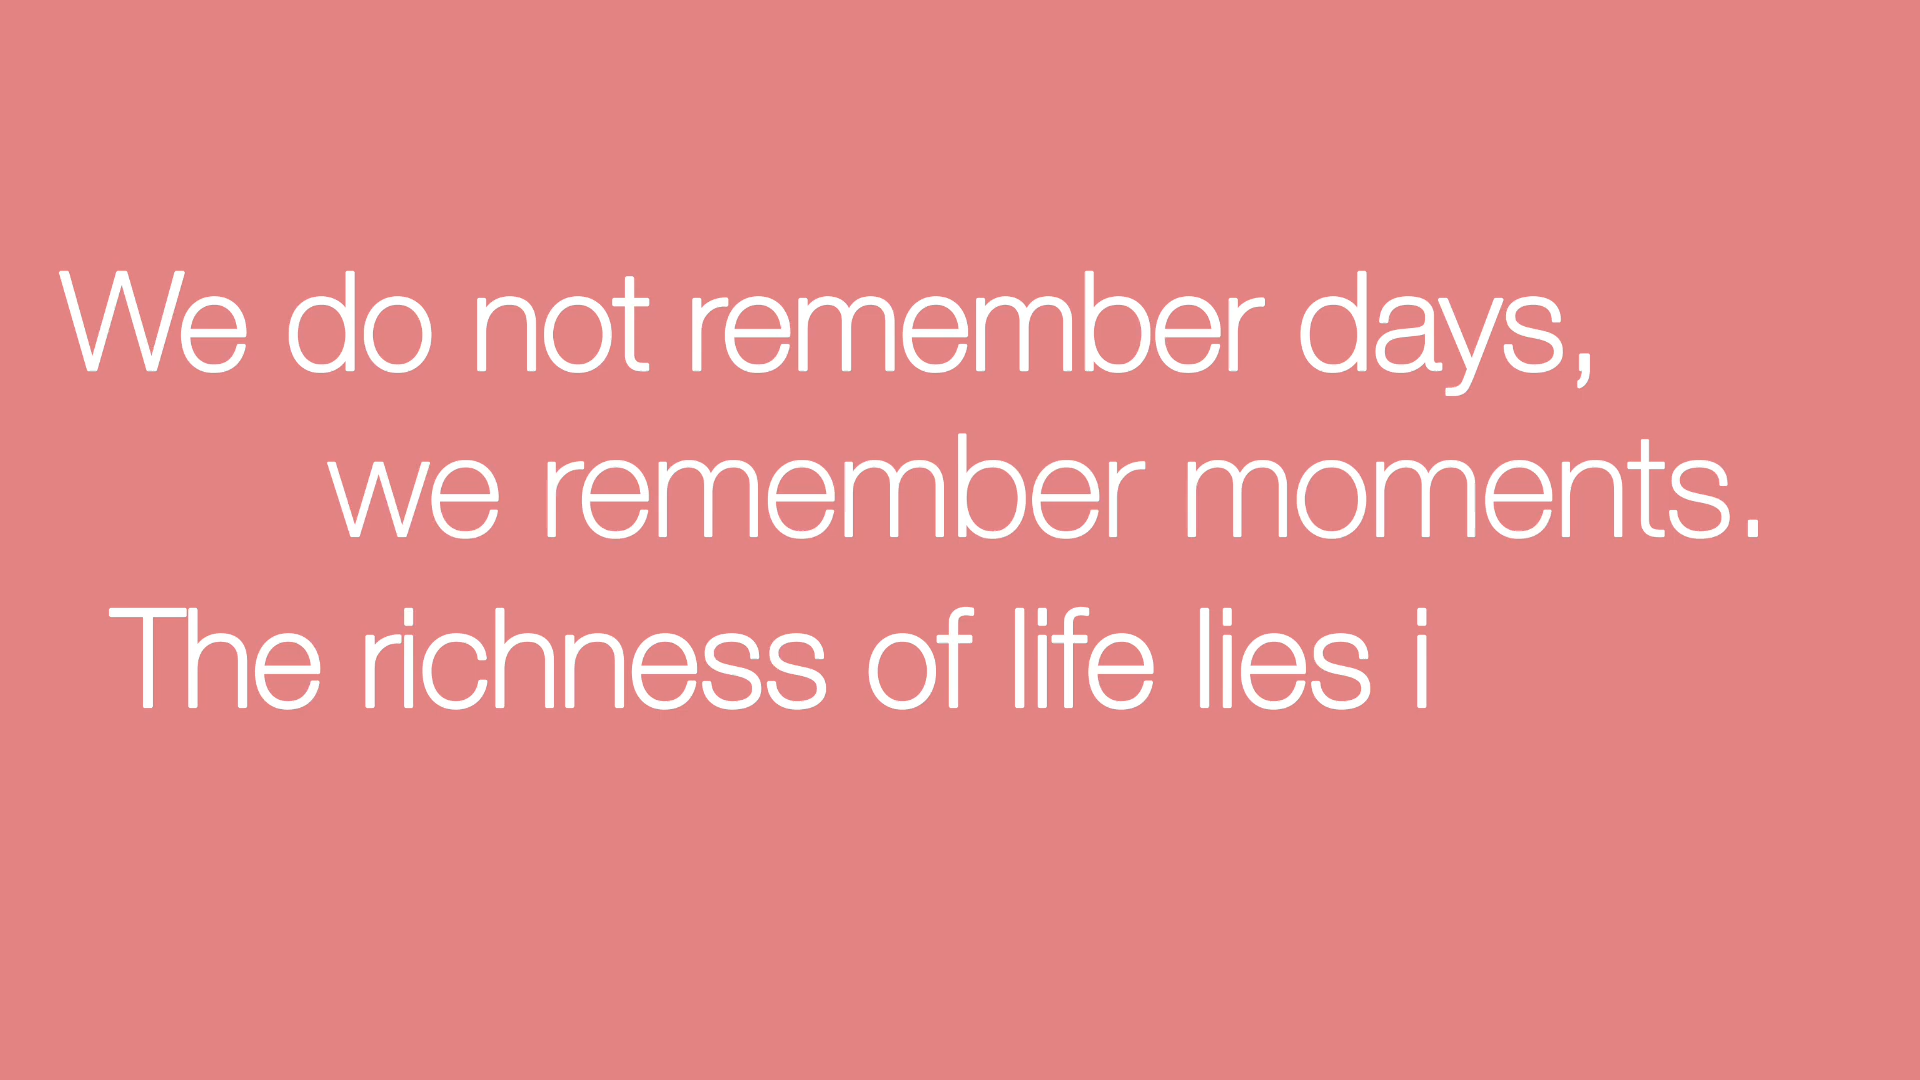 We do not remember days,
we remember moments.
The richness of life lies i